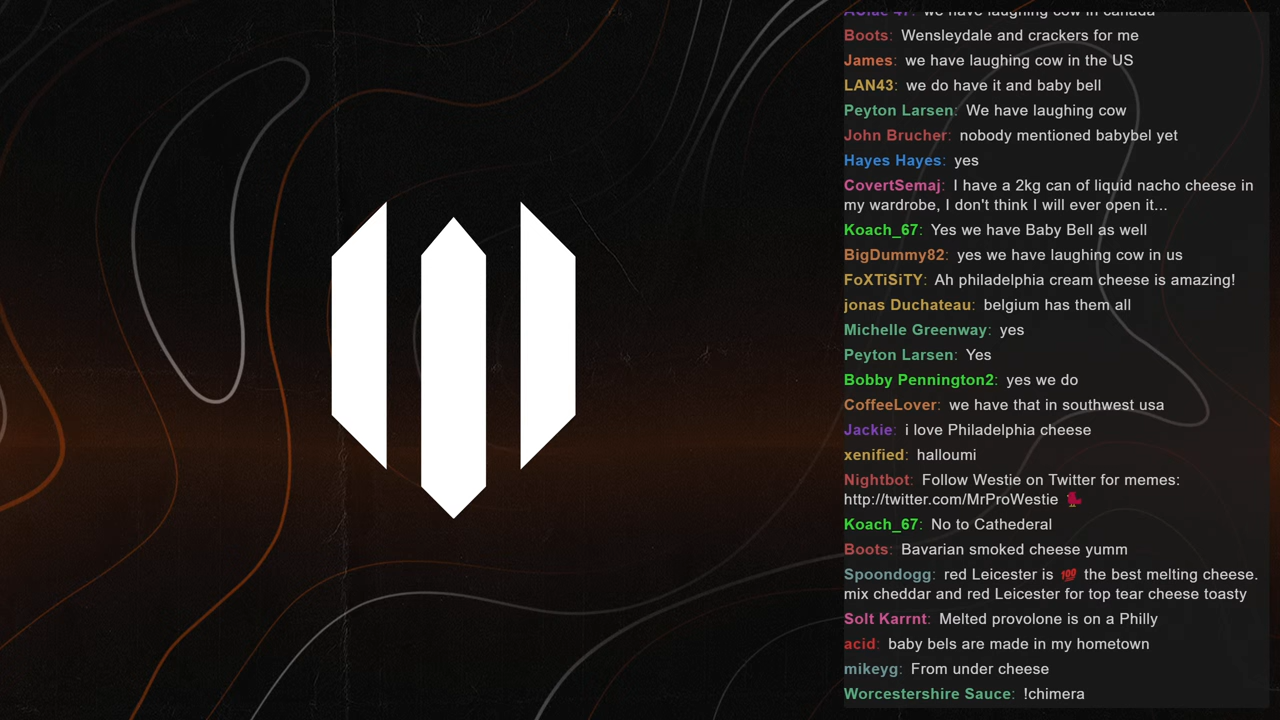 we have laughing cow in canada
Boots: Wensleydale and crackers for me
James: we have laughing cow in the US
LAN43: we do have it and baby bell
Peyton Larsen: We have laughing cow
John Brucher: nobody mentioned babybel yet
Hayes Hayes: yes
CovertSemaj: I have a 2kg can of liquid nacho cheese in
my wardrobe, I don't think I will ever open it...
Koach_67: Yes we have Baby Bell as well
BigDummy82: yes we have laughing cow in us
FoXTiSiTY: Ah philadelphia cream cheese is amazing!
jonas Duchateau: belgium has them all
Michelle Greenway: yes
Peyton Larsen: Yes
Bobby Pennington2: yes we do
CoffeeLover: we have that in southwest usa
Jackie: i love Philadelphia cheese
xenified: halloumi
Nightbot: Follow Westie on Twitter for memes:
http://twitter.com/MrProWestie
Koach_67: No to Cathederal
Boots: Bavarian smoked cheese yumm
Spoondogg: red Leicester is 💯 the best melting cheese.
mix cheddar and red Leicester for top tear cheese toasty
Solt Karrnt: Melted provolone is on a Philly
acid: baby bels are made in my hometown
mikeyg: From under cheese
Worcestershire Sauce: !chimera